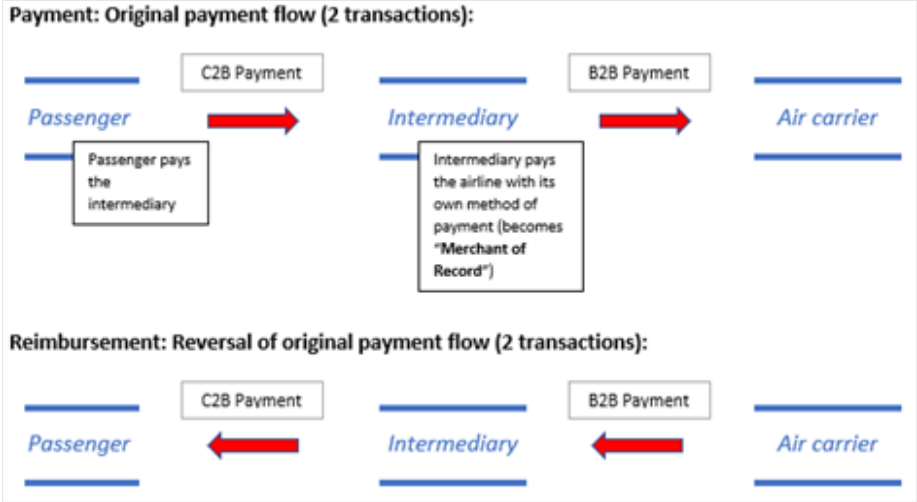 Payment: Original payment flow (2 transactions):
C2B Payment
B2B Payment
Passenger
Intermediary
Air carrier
Passenger pays
the
intermediary
Intermediary pays
the airline with its
own method of
payment (becomes
"Merchant of
Record")
Reimbursement: Reversal of original payment flow (2 transactions):
C2B Payment
B2B Payment
Passenger
Intermediary
Air carrier